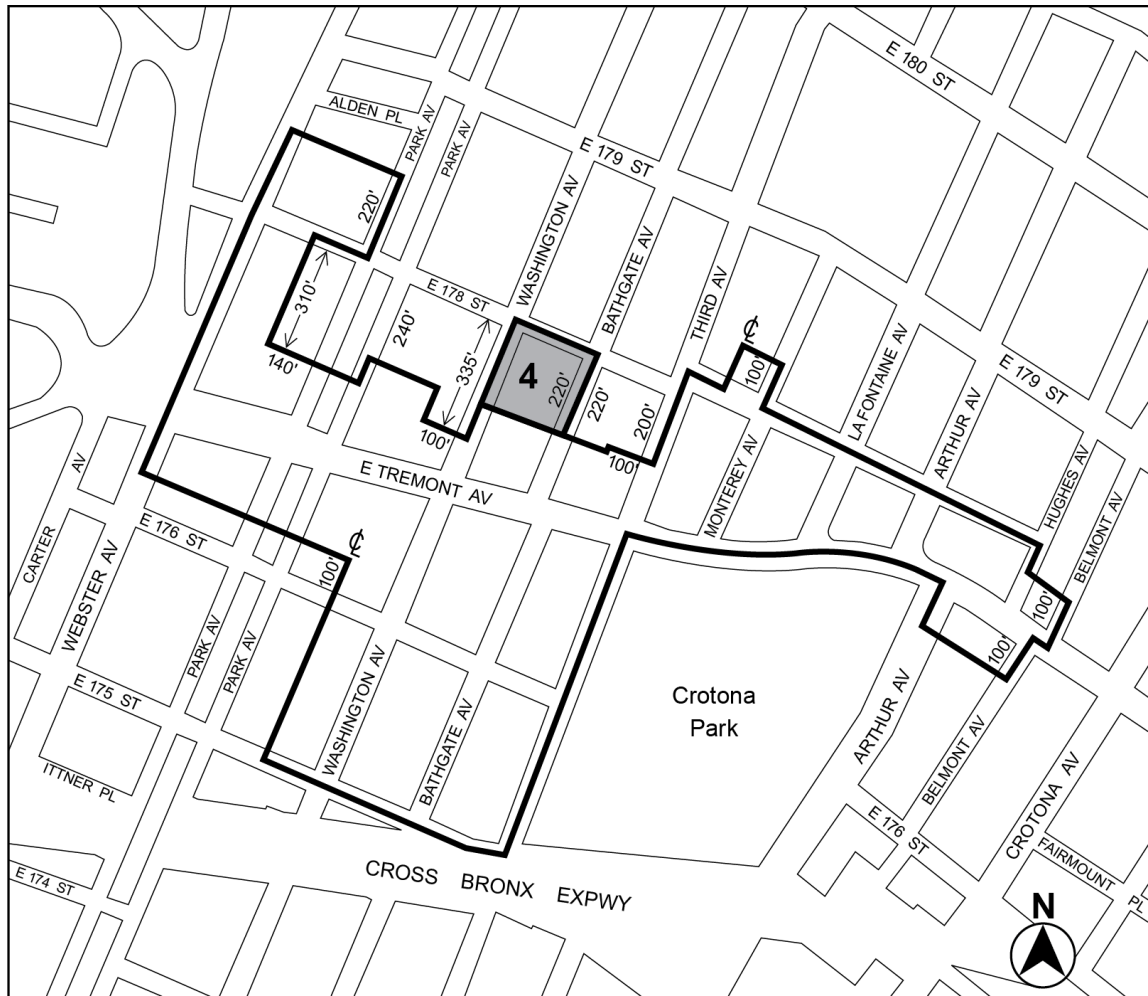 E 180 ST
ALDEN PL
PARK AV
PARK AV
E 179 ST
WASHINGTON AV
BATHGATE AV
THIRD AV
220'
310'
E 178 ST
240'
335'
140'
100'
4
220'
220'
200'
100'
℄
100'
LAFONTAINE AV
ARTHUR AV
E 179 ST
HUGHES AV
BELMONT AV
MONTEREY AV
E TREMONT AV
CARTER AV
WEBSTER AV
E 176 ST
℄
100'
100'
100'
PARK AV
PARK AV
E 175 ST
ITTNER PL
WASHINGTON AV
BATHGATE AV
Crotona
Park
ARTHUR AV
BELMONT AV
CROTONA AV
E 176 ST
FAIRMOUNT PL
E 174 ST
CROSS BRONX EXPWY
N